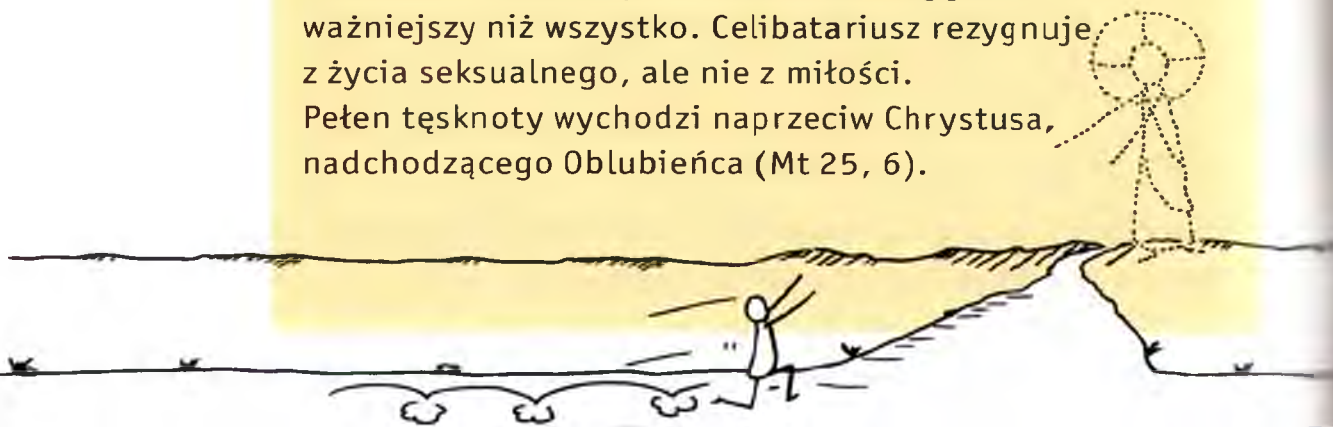 ważniejszy niż wszystko. Celibatariusz rezygnuje
z życia seksualnego, ale nie z miłości.
Pełen tęsknoty wychodzi naprzeciw Chrystusa,
nadchodzącego Oblubieńca (Mt 25, 6).